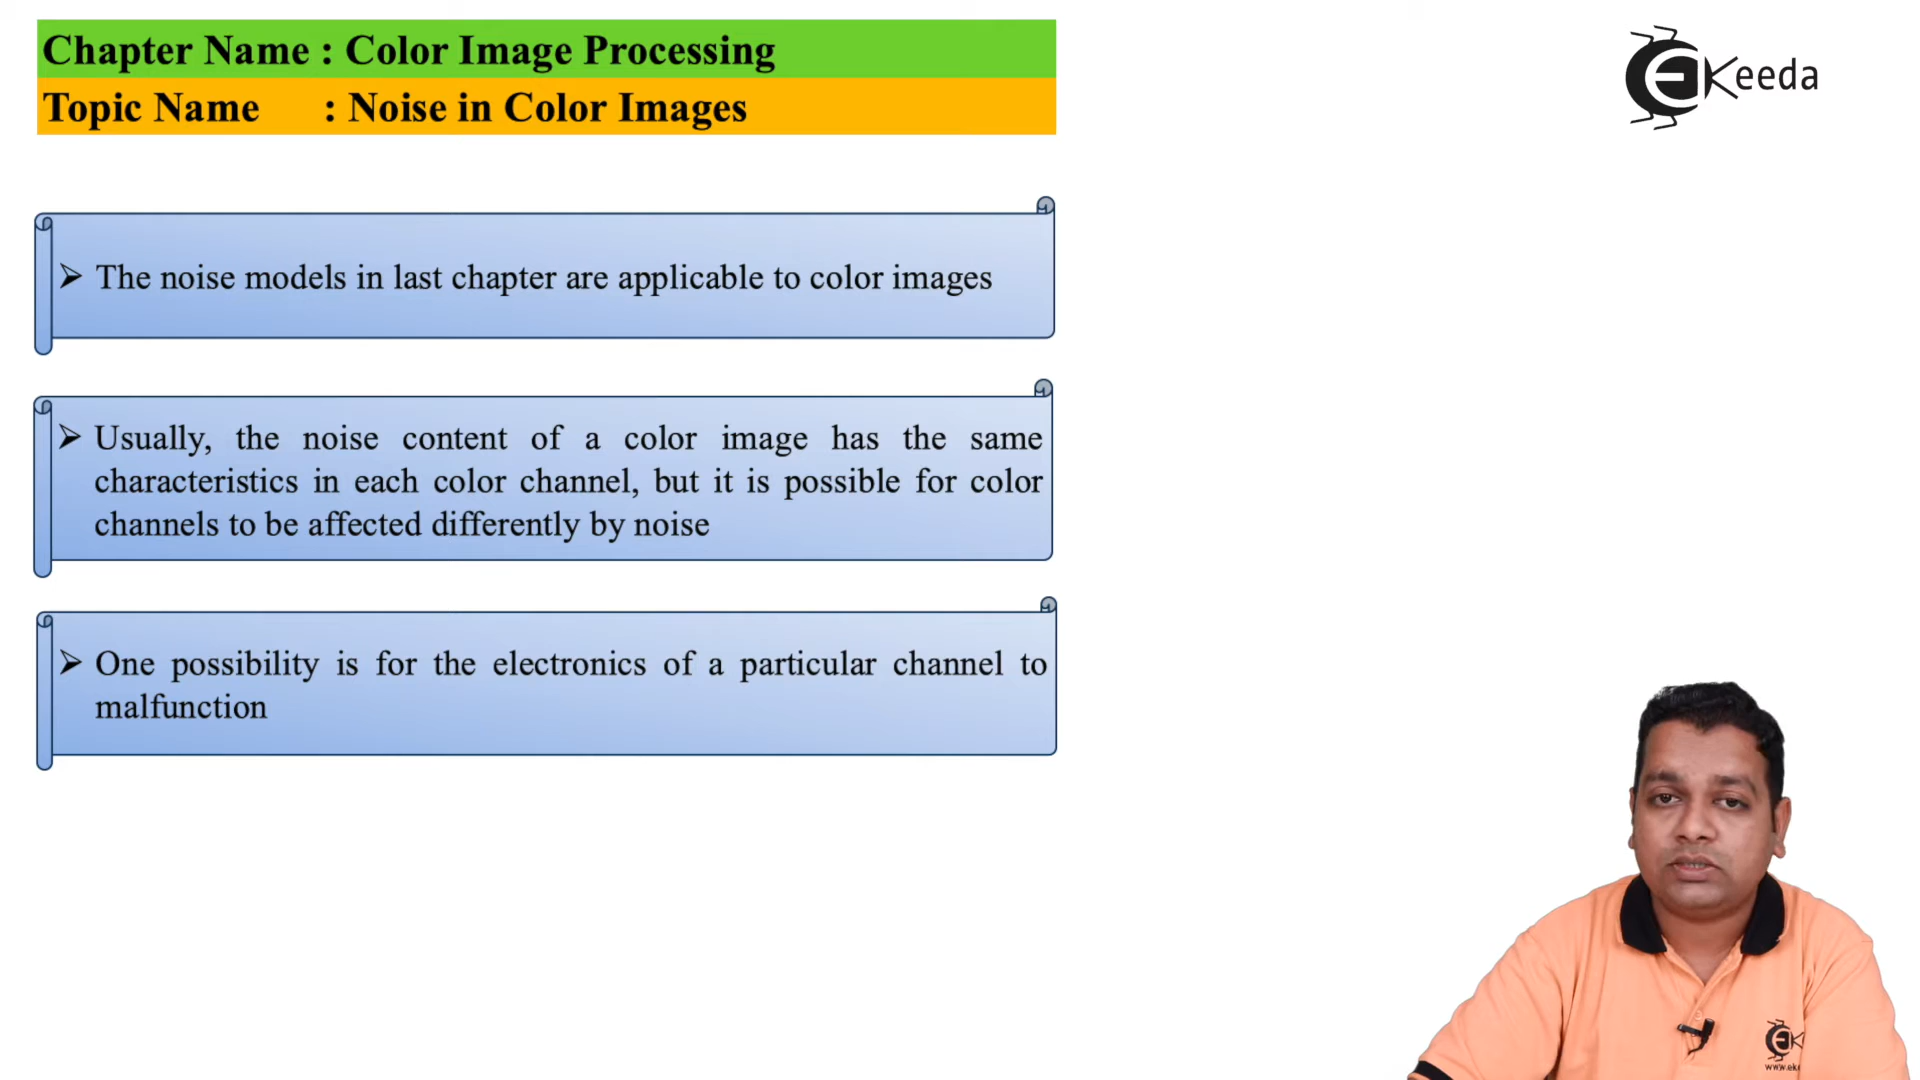 Chapter Name : Color Image Processing
Topic Name : Noise in Color Images
eKeeda
The noise models in last chapter are applicable to color images
Usually, the noise content of a color image has the same
characteristics in each color channel, but it is possible for color
channels to be affected differently by noise
One possibility is for the electronics of a particular channel to
malfunction